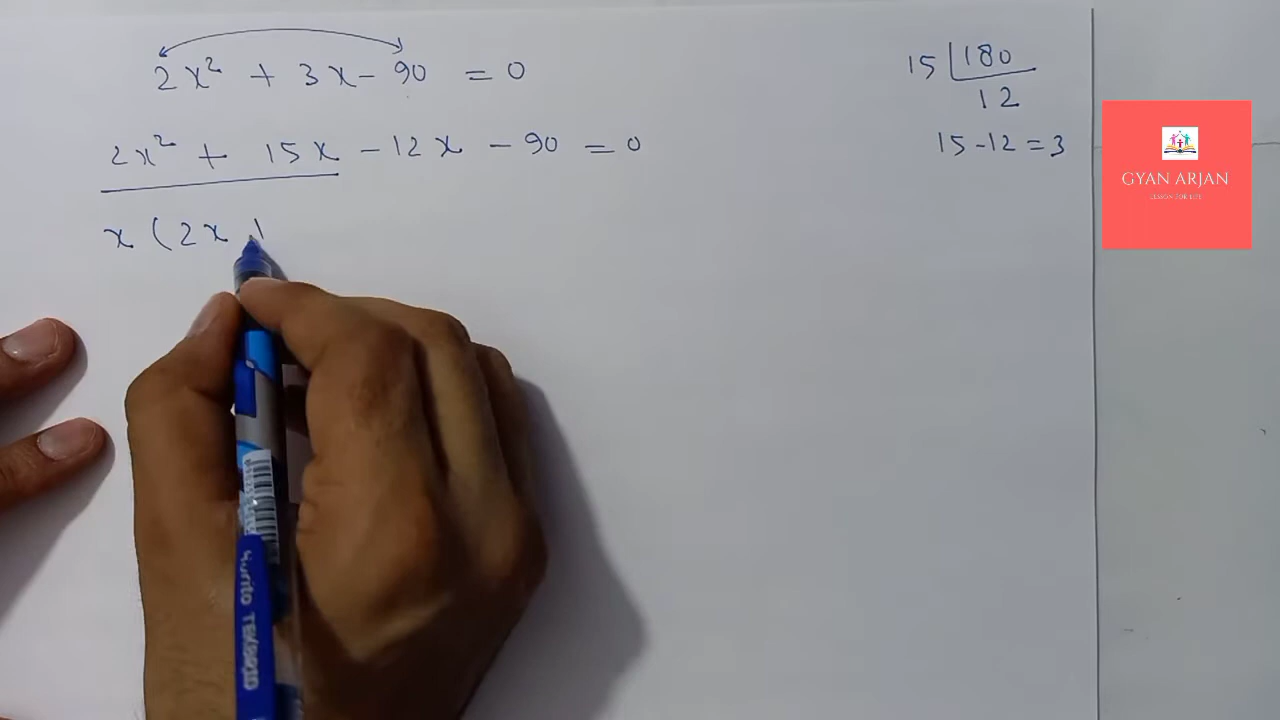 2x² + 3x - 90 = 0
2x² + 15x - 12x - 90 = 0
x (2x
15 180
12
15 - 12 = 3
GYAN ARJAN